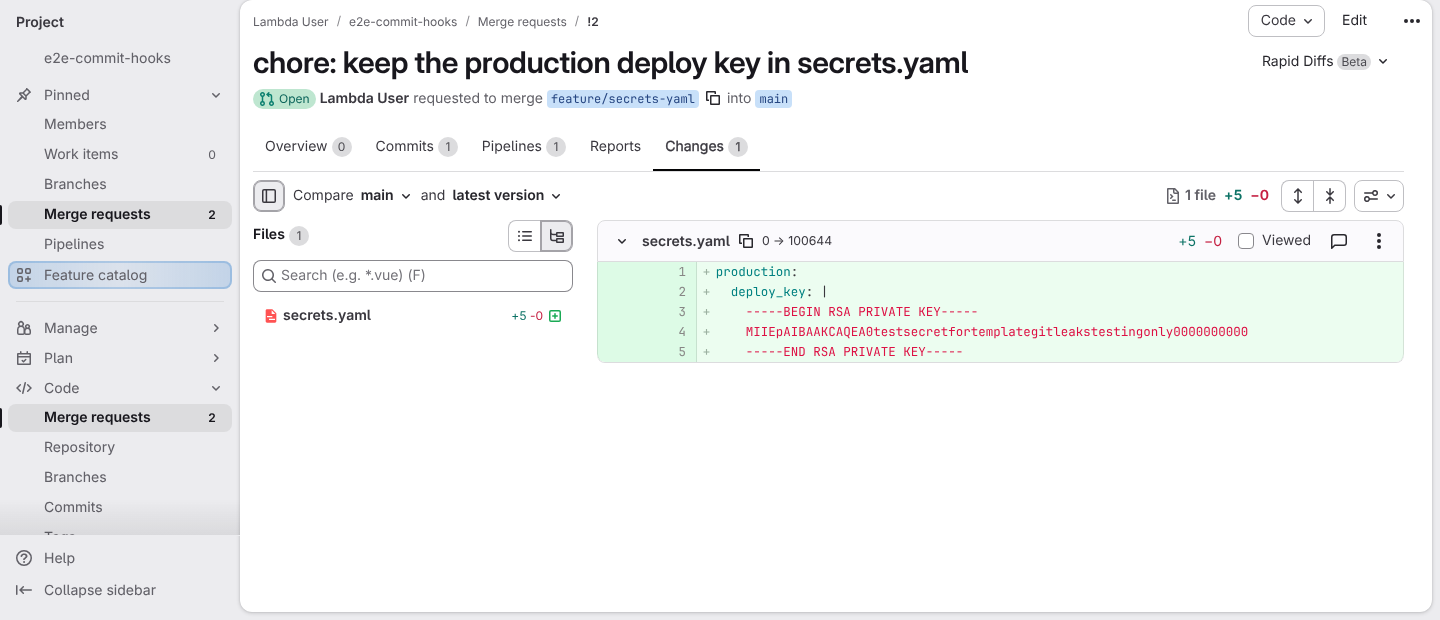 Project
e2e-commit-hooks
Pinned
Members
Work items 0
Branches
Merge requests 2
Pipelines
Feature catalog
Manage
Plan
Code
Merge requests 2
Repository
Branches
Commits
Tags
Help
Collapse sidebar
Lambda User / e2e-commit-hooks / Merge requests / !2
Code Edit
chore: keep the production deploy key in secrets.yaml
Rapid Diffs Beta
Open Lambda User requested to merge feature/secrets-yaml into main
Overview 0 Commits 1 Pipelines 1 Reports Changes 1
Compare main and latest version
1 file +5 −0
Files 1
Search (e.g. *.vue) (F)
secrets.yaml +5 -0
secrets.yaml 0 → 100644 +5 −0 Viewed
1 + production:
2 + deploy_key: |
3 + -----BEGIN RSA PRIVATE KEY-----
4 + MIIEpAIBAAKCAQEA0testsecretfortemplategitleakstestingonly0000000000
5 + -----END RSA PRIVATE KEY-----